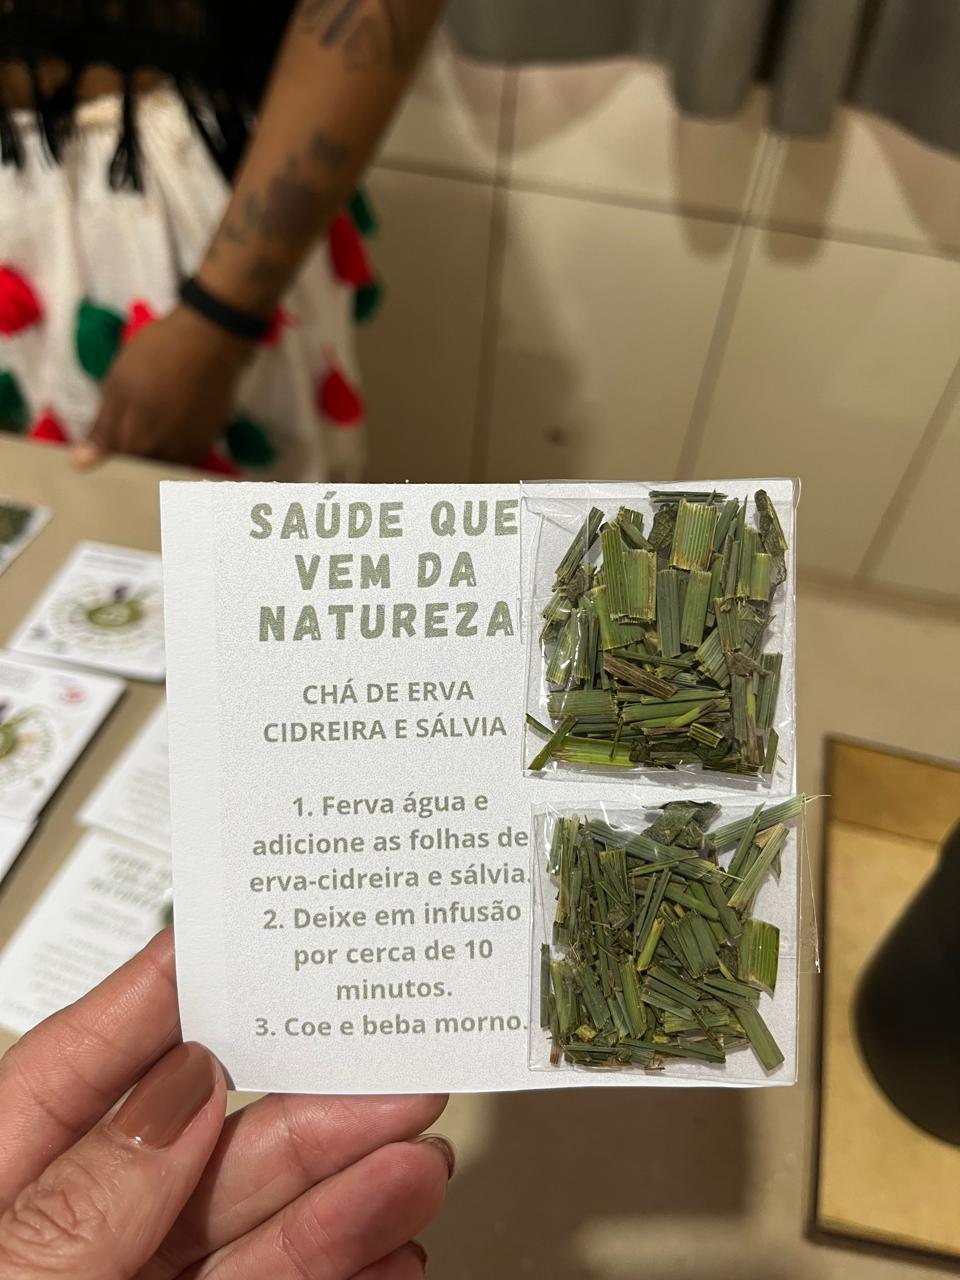 SAÚDE QUE
VEM DA
NATUREZA
CHÁ DE ERVA
CIDREIRA E SÁLVIA
1. Ferva água e
adicione as folhas de
erva-cidreira e sálvia.
2. Deixe em infusão
por cerca de 10
minutos.
3. Coe e beba morno.